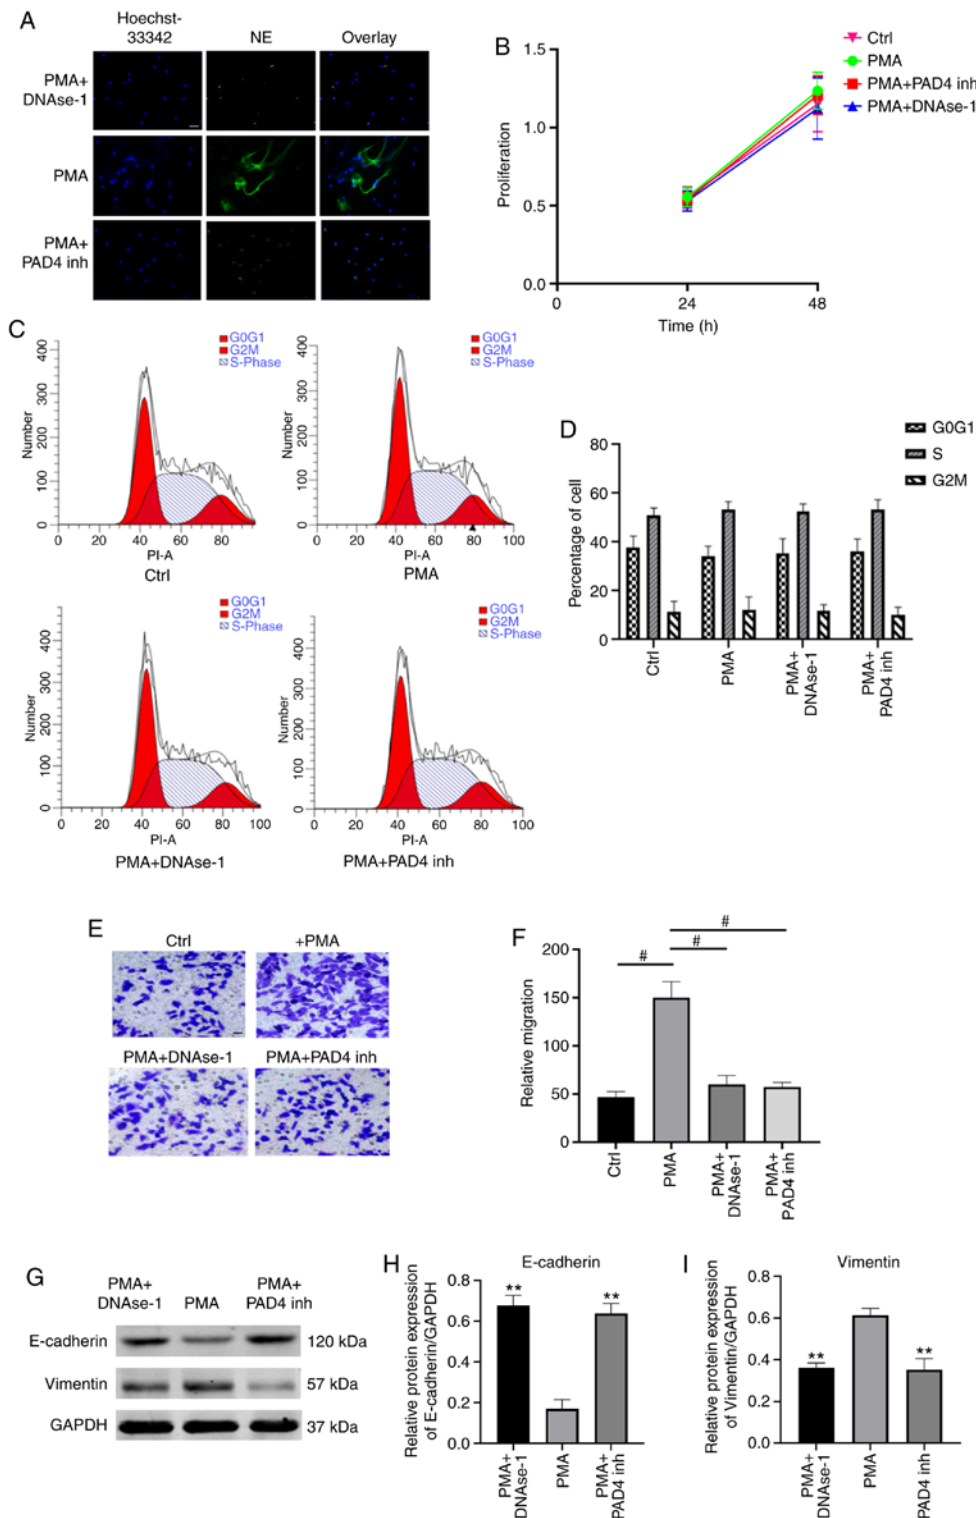 A
Hoechst-
33342
NE
Overlay
PMA+
DNAse-1
PMA
PMA+
PAD4 inh
B
Proliferation
1.5
1.0
0.5
0.0
0
24
48
Time (h)
Ctrl
PMA
PMA+PAD4 inh
PMA+DNAse-1
C
Number
400
300
200
100
0
0 20 40 60 80
PI-A
Ctrl
G0G1
G2M
S-Phase
Number
400
300
200
100
0
0 20 40 60 80 100
PI-A
PMA
G0G1
G2M
S-Phase
Number
400
300
200
100
0
0 20 40 60 80 100
PI-A
PMA+DNAse-1
G0G1
G2M
S-Phase
Number
400
300
200
100
0
0 20 40 60 80 100
PI-A
PMA+PAD4 inh
G0G1
G2M
S-Phase
D
Percentage of cell
80
60
40
20
0
Ctrl
PMA
PMA+
DNAse-1
PMA+
PAD4 inh
G0G1
S
G2M
E
Ctrl
+PMA
PMA+DNAse-1
PMA+PAD4 inh
F
Relative migration
200
150
100
50
0
#
#
#
Ctrl
PMA
PMA+
DNAse-1
PMA+
PAD4 inh
G
PMA+
DNAse-1
PMA
PMA+
PAD4 inh
E-cadherin
120 kDa
Vimentin
57 kDa
GAPDH
37 kDa
H
E-cadherin
Relative protein expression
of E-cadherin/GAPDH
0.8
0.6
0.4
0.2
0.0
**
**
PMA+
DNAse-1
PMA
PMA+
PAD4 inh
I
Vimentin
Relative protein expression
of Vimentin/GAPDH
0.8
0.6
0.4
0.2
0.0
**
**
PMA+
DNAse-1
PMA
PMA+
PAD4 inh